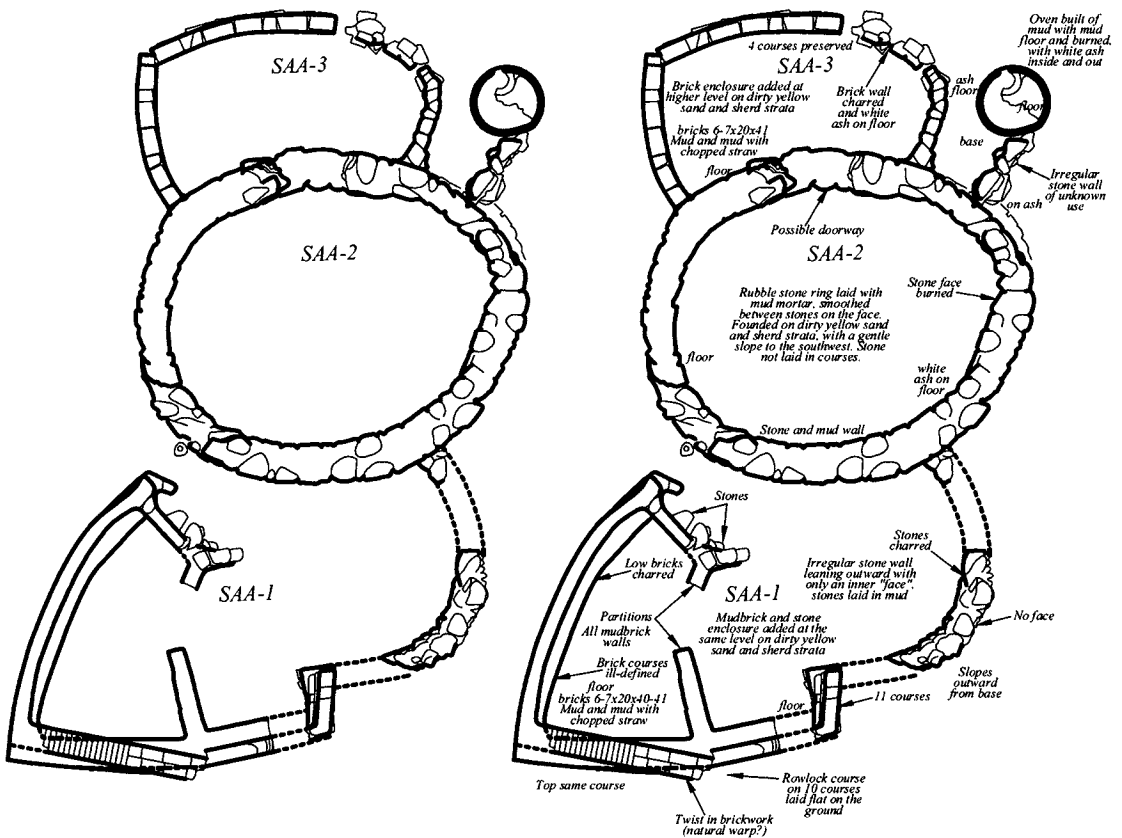 SAA-3
SAA-2
SAA-1
Oven built of
mud with mud
floor and burned,
with white ash
inside and out
4 courses preserved
SAA-3
ash
floor
Brick enclosure added at
higher level on dirty yellow
sand and sherd strata
Brick wall
charred
and white
ash on floor
floor
bricks 6-7x20x41
Mud and mud with
chopped straw
base
floor
Irregular
stone wall
of unknown
use
on ash
Possible doorway
SAA-2
Stone face
burned
Rubble stone ring laid with
mud mortar, smoothed
between stones on the face.
Founded on dirty yellow sand
and sherd strata, with a gentle
slope to the southwest. Stone
not laid in courses.
floor
white
ash on
floor
Stone and mud wall
Stones
Stones
charred
Low bricks
charred
Irregular stone wall
leaning outward with
only an inner "face".
stones laid in mud
SAA-1
Partitions
All mudbrick
walls
Mudbrick and stone
enclosure added at the
same level on dirty yellow
sand and sherd strata
No face
Brick courses
ill-defined
floor
bricks 6-7x20x40-41
Mud and mud with
chopped straw
Slopes
outward
from base
floor
11 courses
Top same course
Rowlock course
on 10 courses
laid flat on the
ground
Twist in brickwork
(natural warp?)